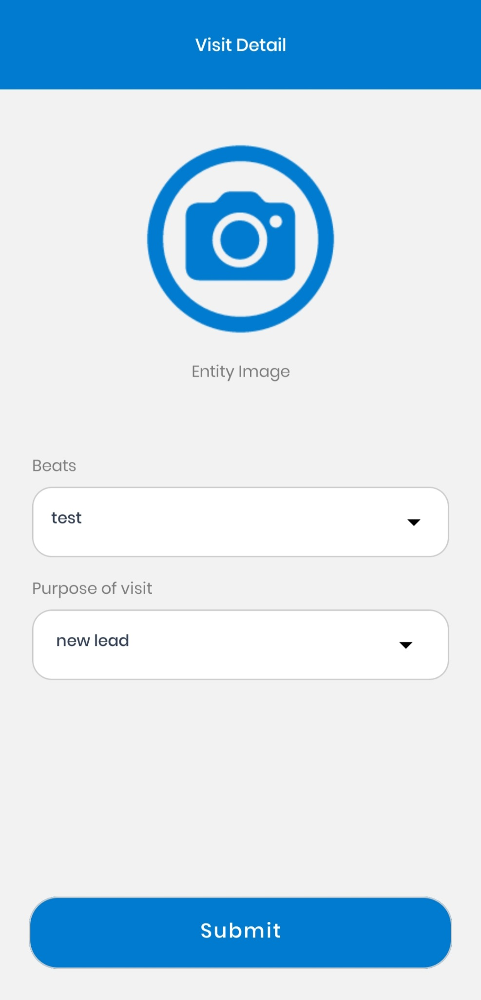 Visit Detail
Entity Image
Beats
test
Purpose of visit
new lead
Submit